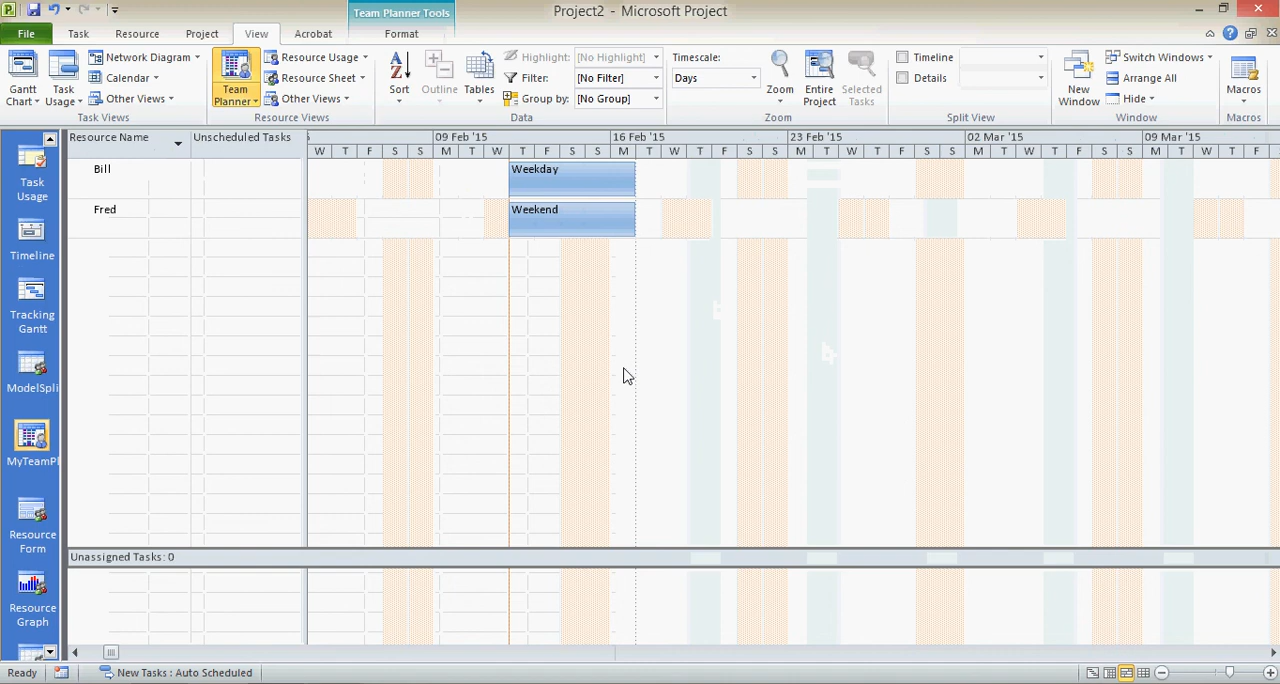 Project2 - Microsoft Project
Team Planner Tools
File Task Resource Project View Acrobat Format
Gantt Chart
Task Usage
Network Diagram
Calendar
Other Views
Task Views
Team Planner
Resource Usage
Resource Sheet
Other Views
Resource Views
Sort
Outline
Tables
Highlight: [No Highlight]
Filter: [No Filter]
Group by: [No Group]
Data
Timescale:
Days
Zoom
Entire Project
Selected Tasks
Zoom
Timeline
Details
Split View
New Window
Switch Windows
Arrange All
Hide
Window
Macros
Macros
Resource Name Unscheduled Tasks
09 Feb '15 16 Feb '15 23 Feb '15 02 Mar '15 09 Mar '15
W T F S S M T W T F S S M T W T F S S M T W T F S S M T W T F S S M T W T F
Bill Weekday
Fred Weekend
Task Usage
Timeline
Tracking Gantt
ModelSpli
MyTeamPl
Resource Form
Resource Graph
Unassigned Tasks: 0
Ready New Tasks : Auto Scheduled